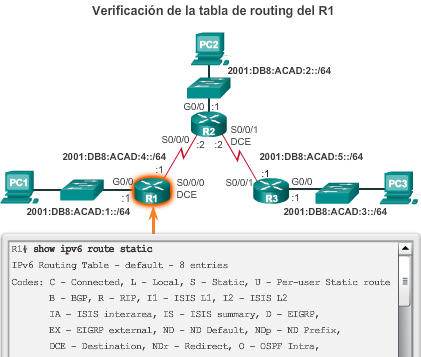 Verificación de la tabla de routing del R1
PC2
2001:DB8:ACAD:2::/64
G0/0 :1
R2
S0/0/0
S0/0/1
:2 :2 DCE
2001:DB8:ACAD:4::/64
2001:DB8:ACAD:5::/64
PC1
G0/0
:1
:1
R1
S0/0/0
DCE
S0/0/1
:1
R3
G0/0
:1
PC3
2001:DB8:ACAD:1::/64
2001:DB8:ACAD:3::/64
R1# show ipv6 route static
IPv6 Routing Table - default - 8 entries
Codes: C - Connected, L - Local, S - Static, U - Per-user Static route
B - BGP, R - RIP, I1 - ISIS L1, I2 - ISIS L2
IA - ISIS interarea, IS - ISIS summary, D - EIGRP,
EX - EIGRP external, ND - ND Default, NDp - ND Prefix,
DCE - Destination, NDr - Redirect, O - OSPF Intra,